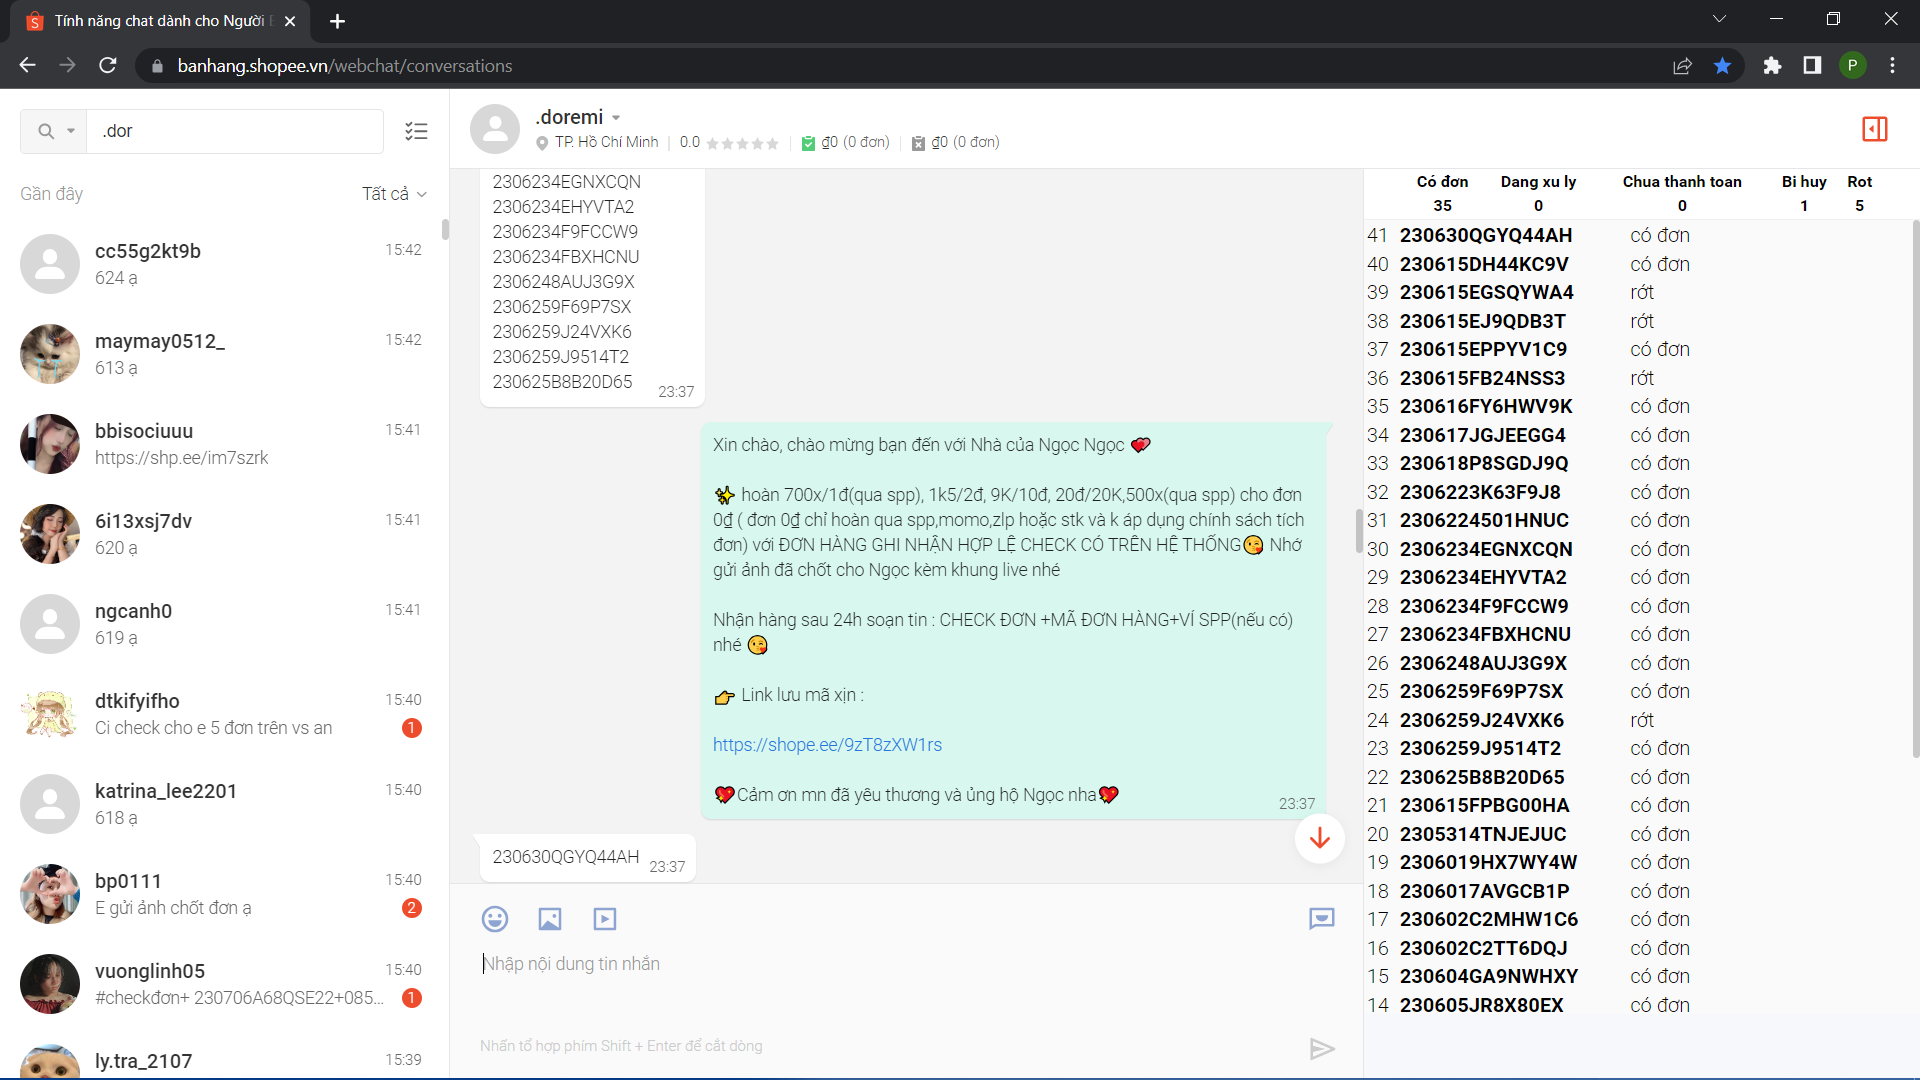 Tính năng chat dành cho Người B
banhang.shopee.vn/webchat/conversations
P
.dor
Gần đây
Tất cả
cc55g2kt9b
15:42
624 ạ
maymay0512_
15:42
613 ạ
bbisociuuu
15:41
https://shp.ee/im7szrk
6i13xsj7dv
15:41
620 ạ
ngcanh0
15:41
619 ạ
dtkifyifho
15:40
Ci check cho e 5 đơn trên vs an
1
katrina_lee2201
15:40
618 ạ
bp0111
15:40
E gửi ảnh chốt đơn ạ
2
vuonglinh05
15:40
#checkđơn+ 230706A68QSE22+085...
1
ly.tra_2107
15:39
.doremi
TP. Hồ Chí Minh
0.0
₫0 (0 đơn)
₫0 (0 đơn)
2306234EGNXCQN
2306234EHYVTA2
2306234F9FCCW9
2306234FBXHCNU
2306248AUJ3G9X
2306259F69P7SX
2306259J24VXK6
2306259J9514T2
230625B8B20D65
23:37
Xin chào, chào mừng bạn đến với Nhà của Ngọc Ngọc 💕
✨ hoàn 700x/1đ(qua spp), 1k5/2đ, 9K/10đ, 20đ/20K,500x(qua spp) cho đơn
0₫ ( đơn 0₫ chỉ hoàn qua spp,momo,zlp hoặc stk và k áp dụng chính sách tích
đơn) với ĐƠN HÀNG GHI NHẬN HỢP LỆ CHECK CÓ TRÊN HỆ THỐNG😘 Nhớ
gửi ảnh đã chốt cho Ngọc kèm khung live nhé
Nhận hàng sau 24h soạn tin : CHECK ĐƠN +MÃ ĐƠN HÀNG+VÍ SPP(nếu có)
nhé 😘
👉 Link lưu mã xịn :
https://shope.ee/9zT8zXW1rs
💖Cảm ơn mn đã yêu thương và ủng hộ Ngọc nha💖
23:37
230630QGYQ44AH
23:37
Nhập nội dung tin nhắn
Nhấn tổ hợp phím Shift + Enter để cắt dòng
Có đơn Dang xu ly Chua thanh toan Bi huy Rot
35 0 0 1 5
41 230630QGYQ44AH có đơn
40 230615DH44KC9V có đơn
39 230615EGSQYWA4 rớt
38 230615EJ9QDB3T rớt
37 230615EPPYV1C9 có đơn
36 230615FB24NSS3 rớt
35 230616FY6HWV9K có đơn
34 230617JGJEEGG4 có đơn
33 230618P8SGDJ9Q có đơn
32 2306223K63F9J8 có đơn
31 2306224501HNUC có đơn
30 2306234EGNXCQN có đơn
29 2306234EHYVTA2 có đơn
28 2306234F9FCCW9 có đơn
27 2306234FBXHCNU có đơn
26 2306248AUJ3G9X có đơn
25 2306259F69P7SX có đơn
24 2306259J24VXK6 rớt
23 2306259J9514T2 có đơn
22 230625B8B20D65 có đơn
21 230615FPBG00HA có đơn
20 2305314TNJEJUC có đơn
19 2306019HX7WY4W có đơn
18 2306017AVGCB1P có đơn
17 230602C2MHW1C6 có đơn
16 230602C2TT6DQJ có đơn
15 230604GA9NWHXY có đơn
14 230605JR8X80EX có đơn